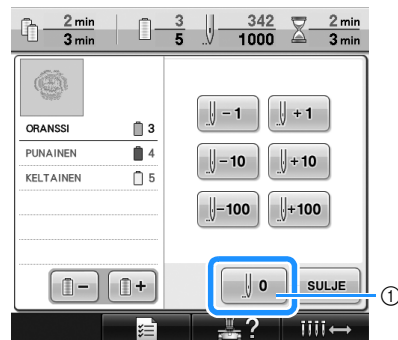 2 min 3 342 2 min
3 min 5 1000 3 min
-1 +1
ORANSSI 3
PUNAINEN 4
-10 +10
KELTAINEN 5
-100 +100
- + 0 SULJE
①
?